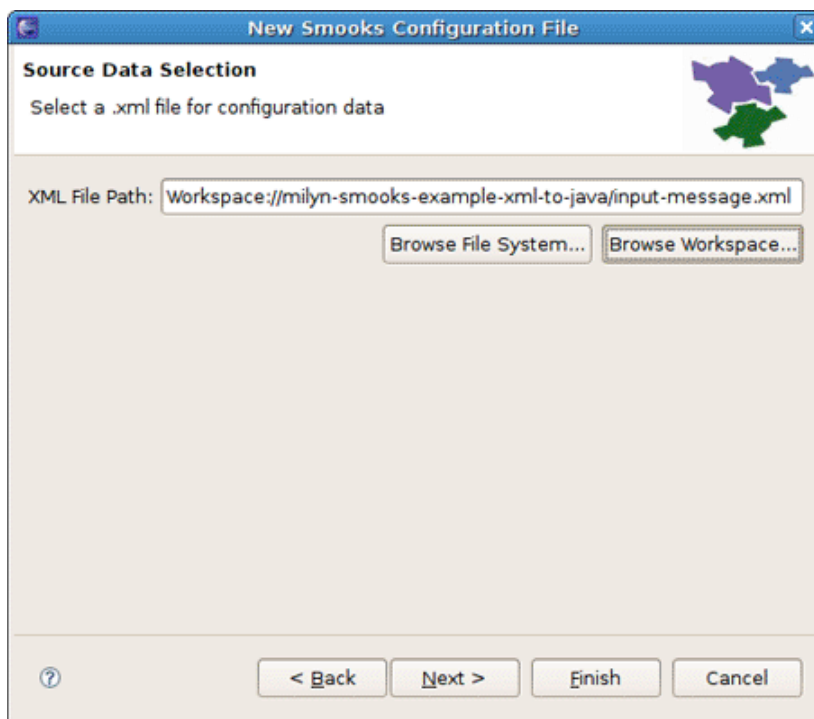 New Smooks Configuration File
Source Data Selection
Select a .xml file for configuration data
XML File Path: Workspace://milyn-smooks-example-xml-to-java/input-message.xml
Browse File System... Browse Workspace...
? < Back Next > Finish Cancel